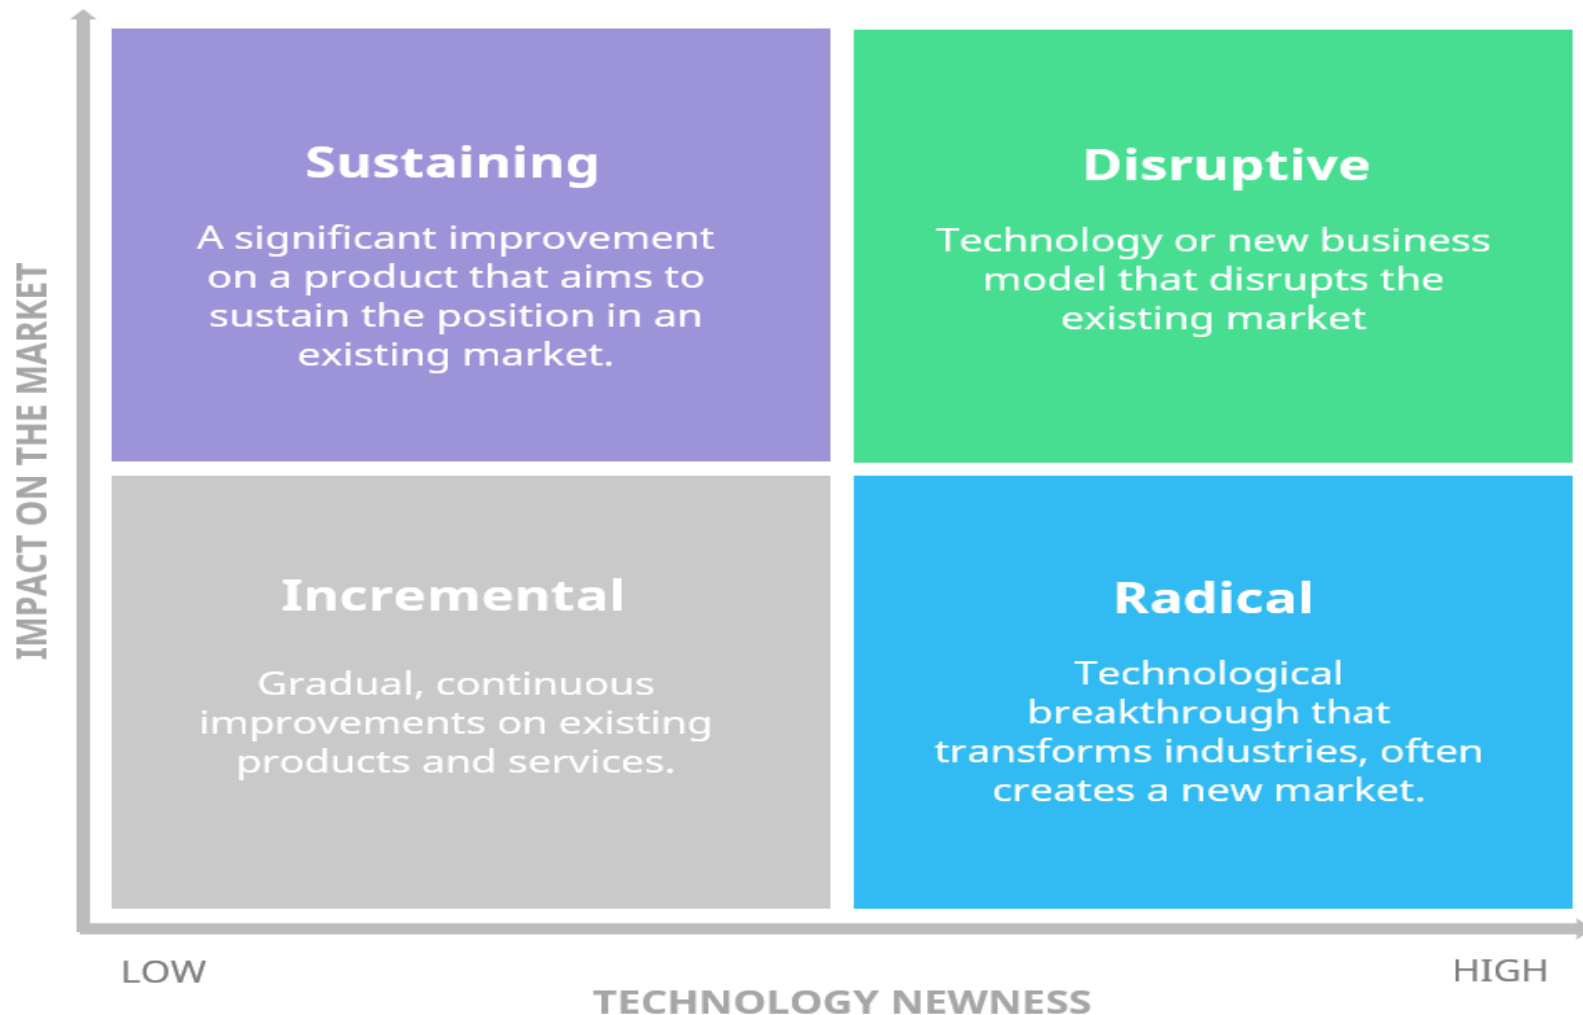 IMPACT ON THE MARKET
Sustaining
A significant improvement
on a product that aims to
sustain the position in an
existing market.
Disruptive
Technology or new business
model that disrupts the
existing market
Incremental
Gradual, continuous
improvements on existing
products and services.
Radical
Technological
breakthrough that
transforms industries, often
creates a new market.
LOW
HIGH
TECHNOLOGY NEWNESS